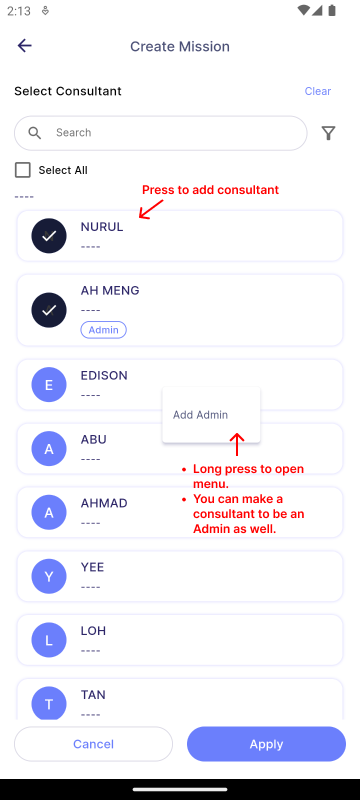 2:13
Create Mission
Select Consultant
Clear
Search
Select All
----
Press to add consultant
NURUL
----
AH MENG
----
Admin
E
EDISON
----
Add Admin
A
ABU
----
• Long press to open
menu.
• You can make a
consultant to be an
Admin as well.
A
AHMAD
----
Y
YEE
----
L
LOH
----
T
TAN
----
Cancel
Apply